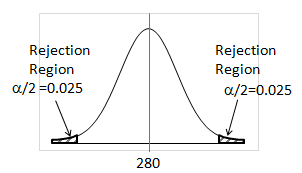 Rejection
Region
α/2 =0.025
Rejection
Region
α/2=0.025
280